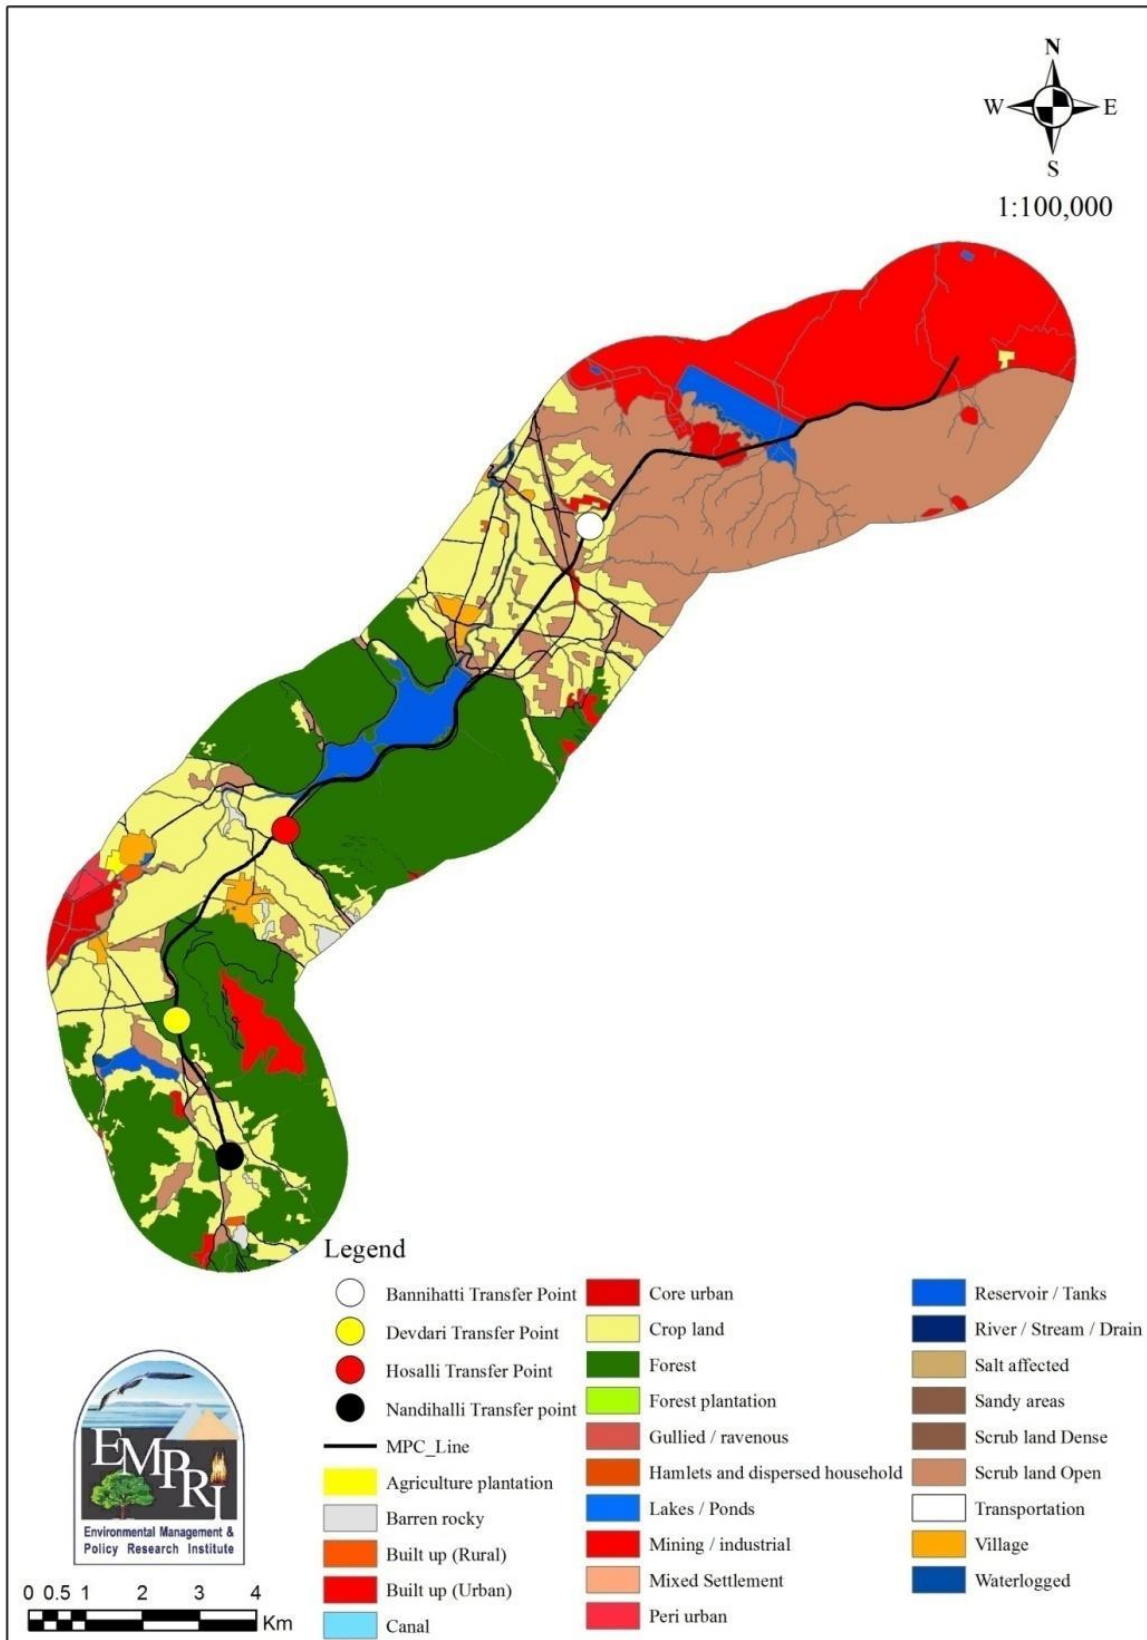 N
W E
S
1:100,000
Legend
Bannihatti Transfer Point
Devdari Transfer Point
Hosalli Transfer Point
Nandihalli Transfer point
MPC_Line
Agriculture plantation
Barren rocky
Built up (Rural)
Built up (Urban)
Canal
Core urban
Crop land
Forest
Forest plantation
Gullied / ravenous
Hamlets and dispersed household
Lakes / Ponds
Mining / industrial
Mixed Settlement
Peri urban
Reservoir / Tanks
River / Stream / Drain
Salt affected
Sandy areas
Scrub land Dense
Scrub land Open
Transportation
Village
Waterlogged
EMPRI
Environmental Management &
Policy Research Institute
0 0.5 1 2 3 4
Km